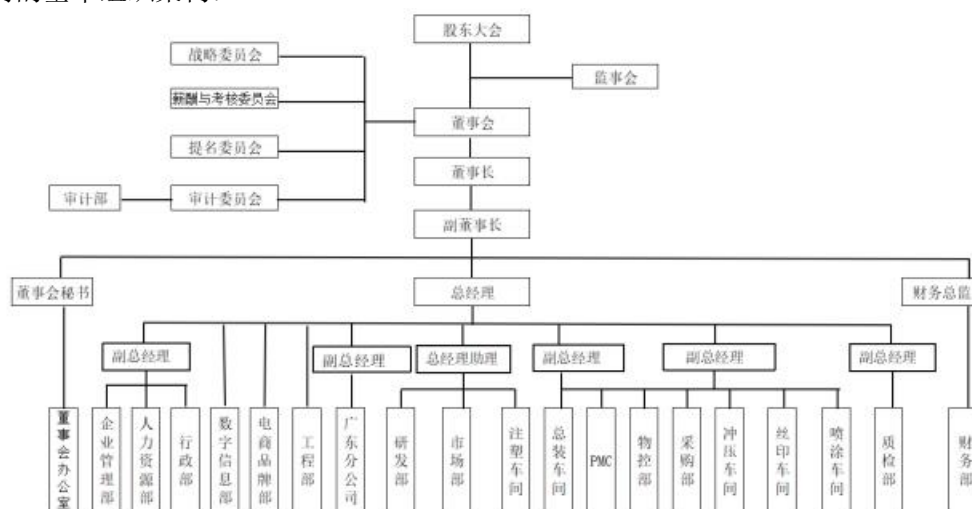 股东大会
战略委员会
监事会
薪酬与考核委员会
董事会
提名委员会
董事长
审计部
审计委员会
副董事长
董事会秘书
总经理
财务总监
副总经理
副总经理
总经理助理
副总经理
副总经理
副总经理
董事会办公室
企业管理部
人力资源部
行政部
数字信息部
电商品牌部
工程部
广东分公司
研发部
市场部
注塑车间
总装车间
PMC
物控部
采购部
冲压车间
丝印车间
喷涂车间
质检部
财务部